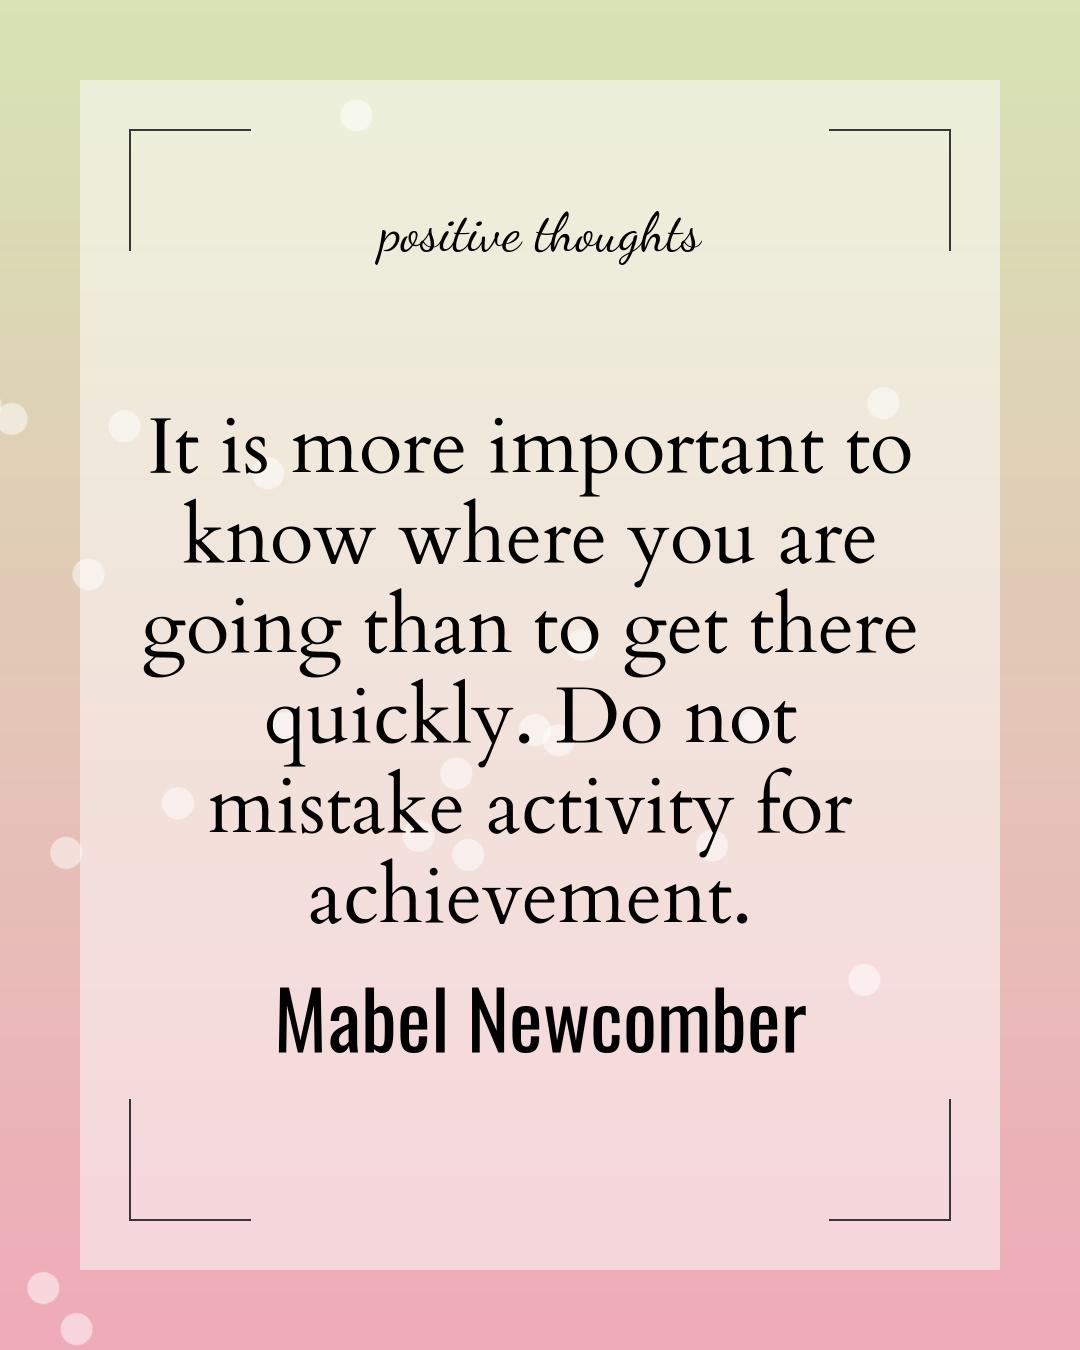 positive thoughts
It is more important to
know where you are
going than to get there
quickly. Do not
mistake activity for
achievement.
Mabel Newcomber